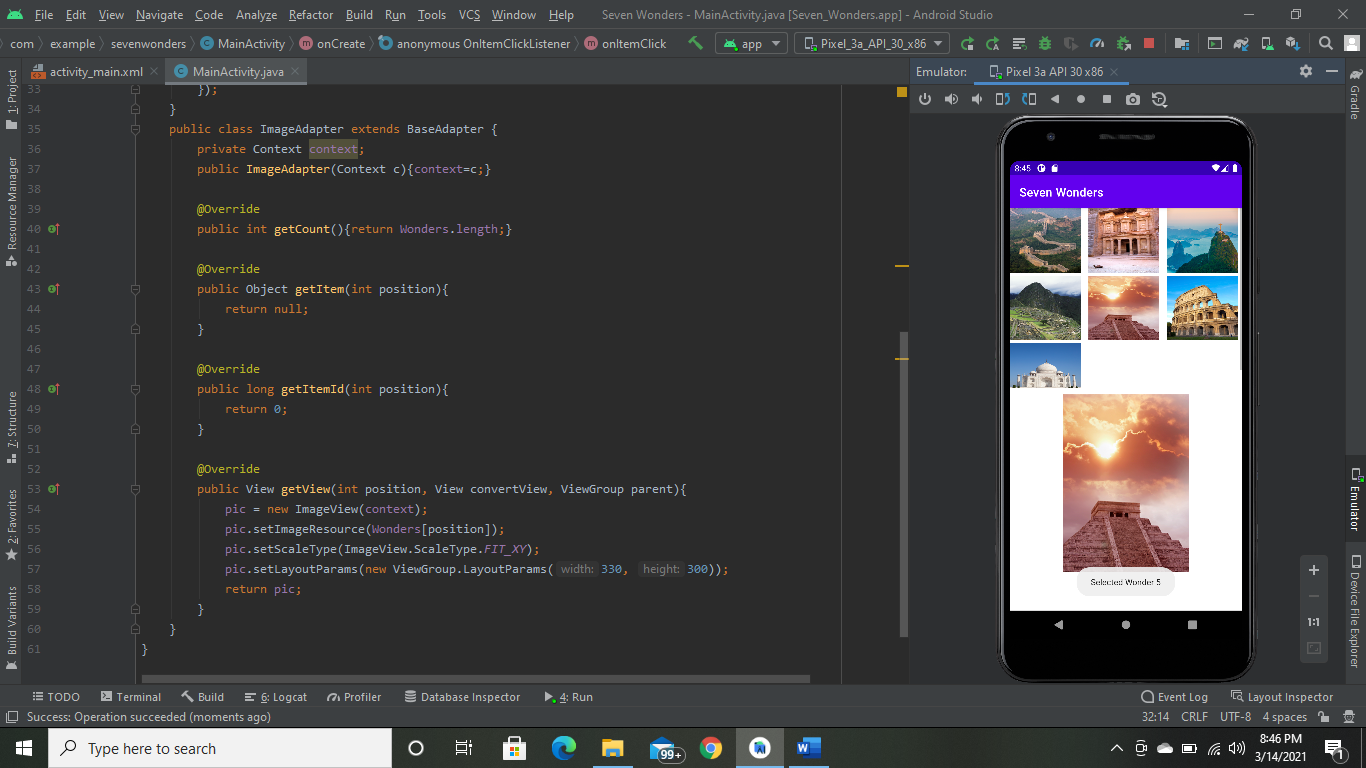 File Edit View Navigate Code Analyze Refactor Build Run Tools VCS Window Help Seven Wonders - MainActivity.java [Seven_Wonders.app] - Android Studio
com example sevenwonders MainActivity onCreate anonymous OnItemClickListener onItemClick app Pixel_3a_API_30_x86
activity_main.xml MainActivity.java Emulator: Pixel 3a API 30 x86
1: Project
Resource Manager
7: Structure
2: Favorites
Build Variants
33 });
34 }
35 public class ImageAdapter extends BaseAdapter {
36 private Context context;
37 public ImageAdapter(Context c){context=c;}
38
39 @Override
40 public int getCount(){return Wonders.length;}
41
42 @Override
43 public Object getItem(int position){
44 return null;
45 }
46
47 @Override
48 public long getItemId(int position){
49 return 0;
50 }
51
52 @Override
53 public View getView(int position, View convertView, ViewGroup parent){
54 pic = new ImageView(context);
55 pic.setImageResource(Wonders[position]);
56 pic.setScaleType(ImageView.ScaleType.FIT_XY);
57 pic.setLayoutParams(new ViewGroup.LayoutParams( width: 330, height: 300));
58 return pic;
59 }
60 }
61 }
8:45
Seven Wonders
Selected Wonder 5
1:1
Gradle
Emulator
Device File Explorer
TODO Terminal Build 6: Logcat Profiler Database Inspector 4: Run Event Log Layout Inspector
Success: Operation succeeded (moments ago) 32:14 CRLF UTF-8 4 spaces
Type here to search 99+ W 8:46 PM
3/14/2021 1